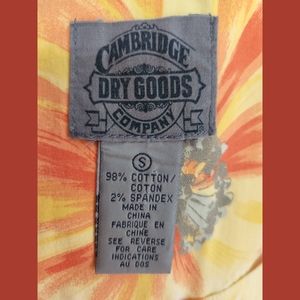 CAMBRIDGE
DRY GOODS
COMPANY
S
98% COTTON/
COTON
2% SPANDEX
MADE IN
CHINA
FABRIQUE EN
CHINE
SEE REVERSE
FOR CARE
INDICATIONS
AU DOS